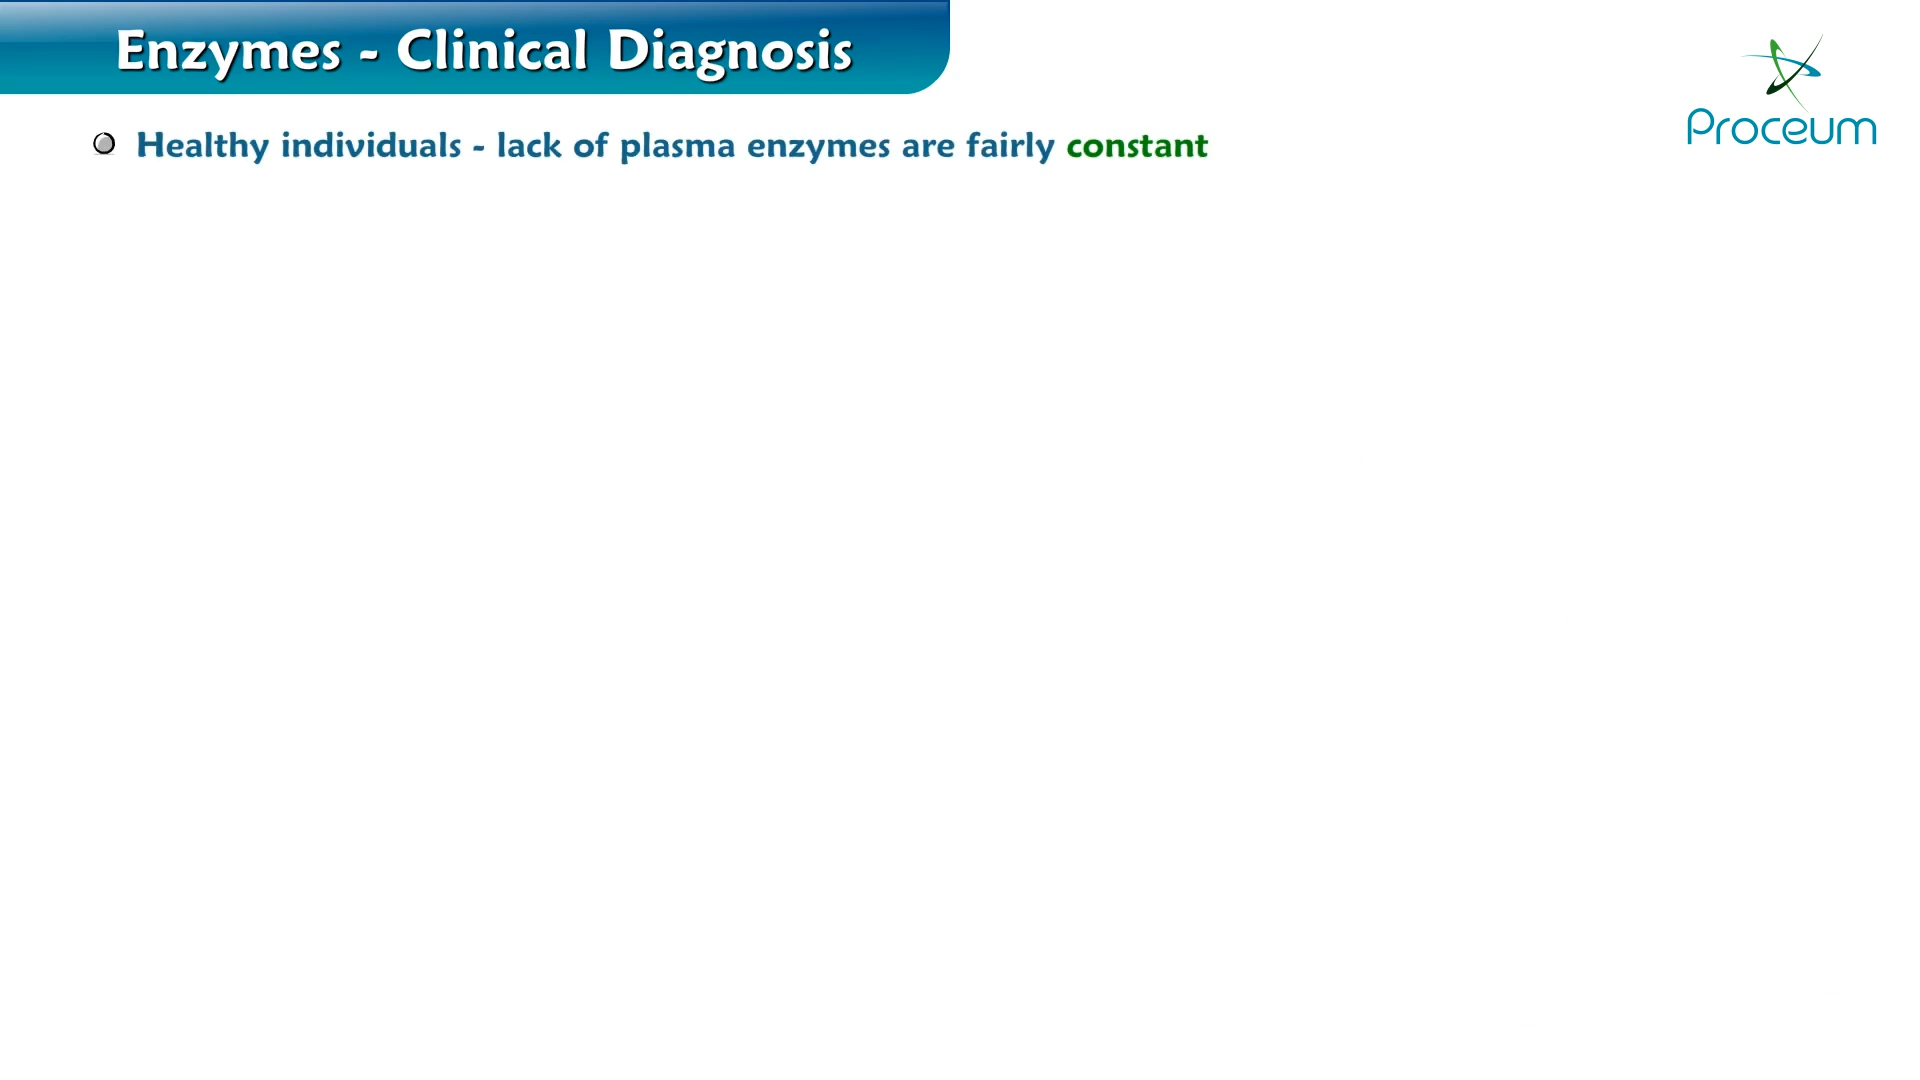 Enzymes - Clinical Diagnosis
Proceum
Healthy individuals - lack of plasma enzymes are fairly constant